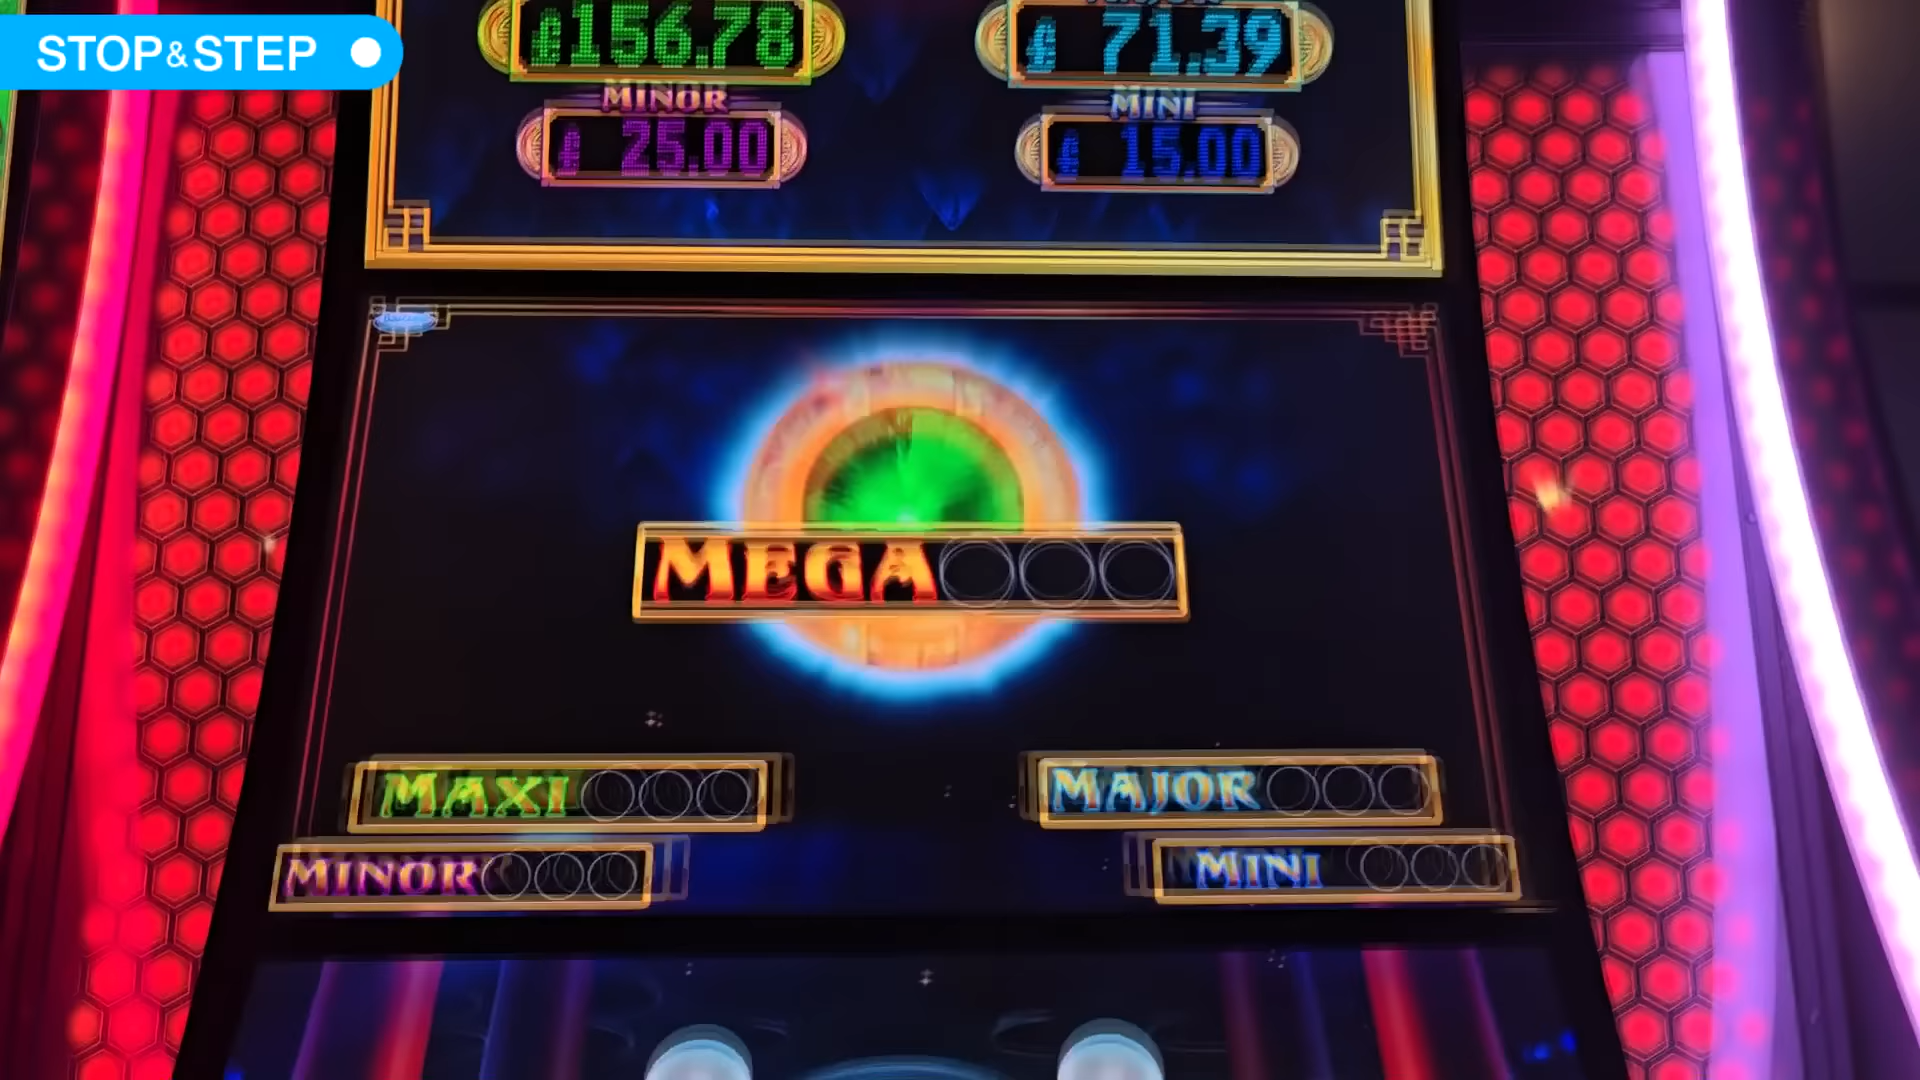 STOP&STEP
£156.78
£ 71.39
MINOR
MINI
£ 25.00
£ 15.00
MEGA
MAXI
MAJOR
MINOR
MINI